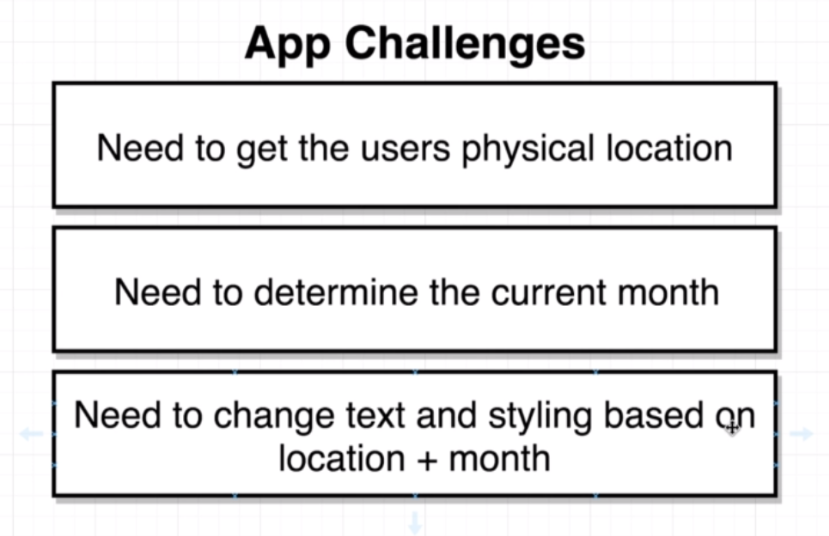 App Challenges
Need to get the users physical location
Need to determine the current month
Need to change text and styling based on
location + month